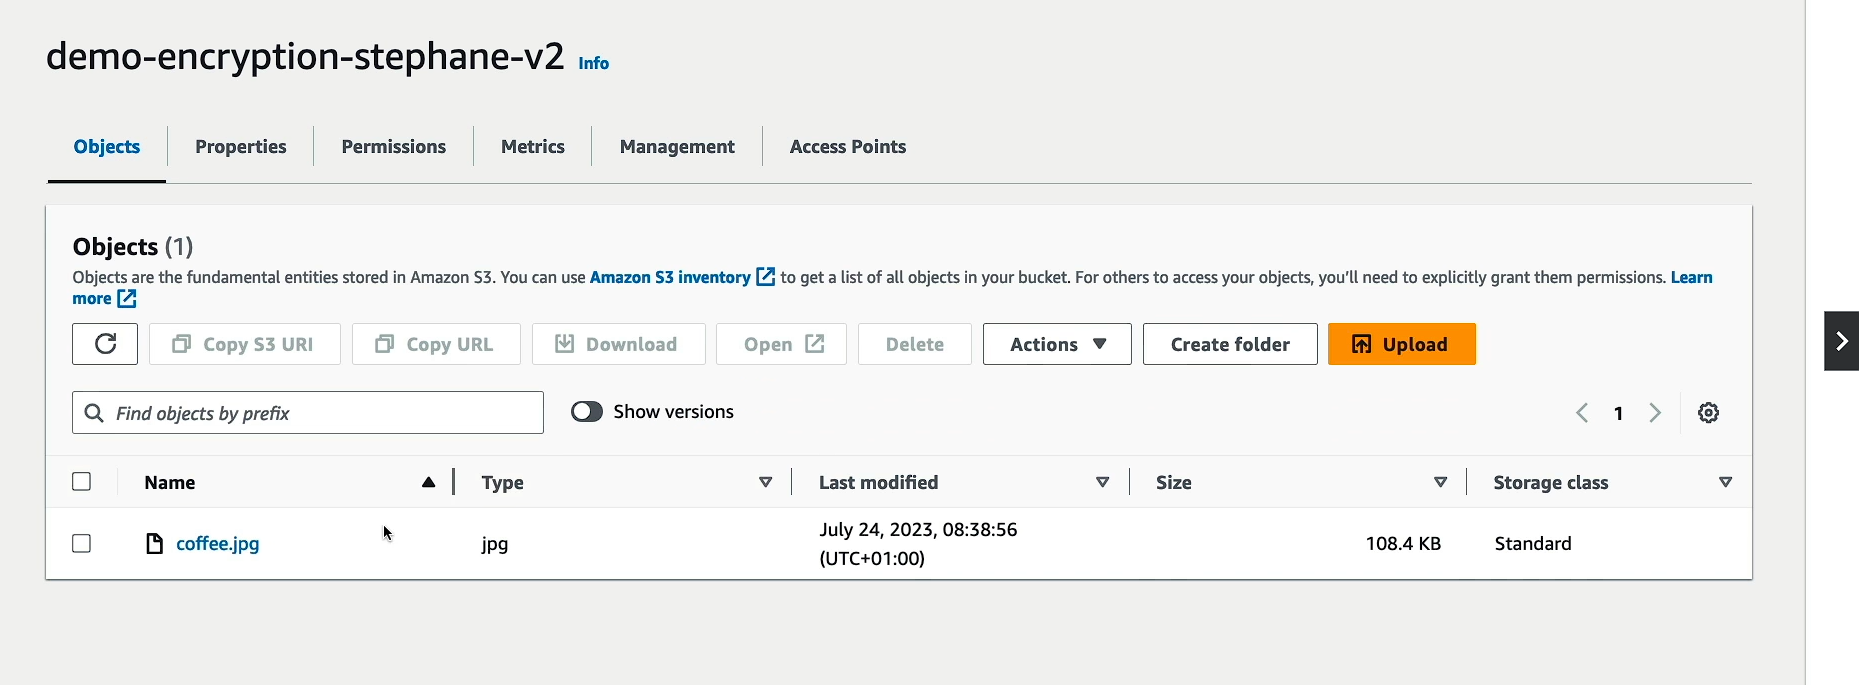 demo-encryption-stephane-v2 Info
Objects Properties Permissions Metrics Management Access Points
Objects (1)
Objects are the fundamental entities stored in Amazon S3. You can use Amazon S3 inventory to get a list of all objects in your bucket. For others to access your objects, you'll need to explicitly grant them permissions. Learn
more
Copy S3 URI Copy URL Download Open Delete Actions Create folder Upload
Find objects by prefix Show versions 1
Name Type Last modified Size Storage class
coffee.jpg jpg July 24, 2023, 08:38:56 108.4 KB Standard
(UTC+01:00)